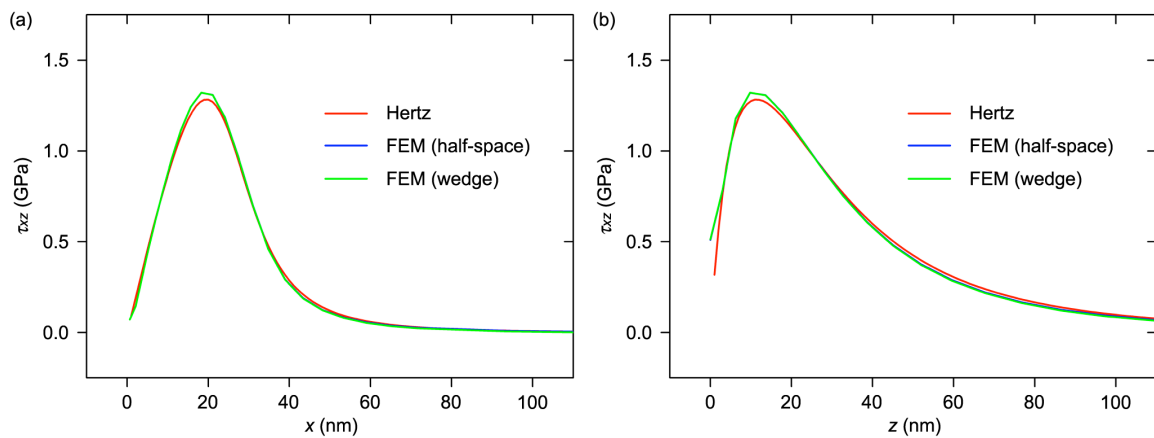 (a)
1.5
1.0
0.5
0.0
τxz (GPa)
Hertz
FEM (half-space)
FEM (wedge)
0 20 40 60 80 100
x (nm)
(b)
1.5
1.0
0.5
0.0
τxz (GPa)
Hertz
FEM (half-space)
FEM (wedge)
0 20 40 60 80 100
z (nm)